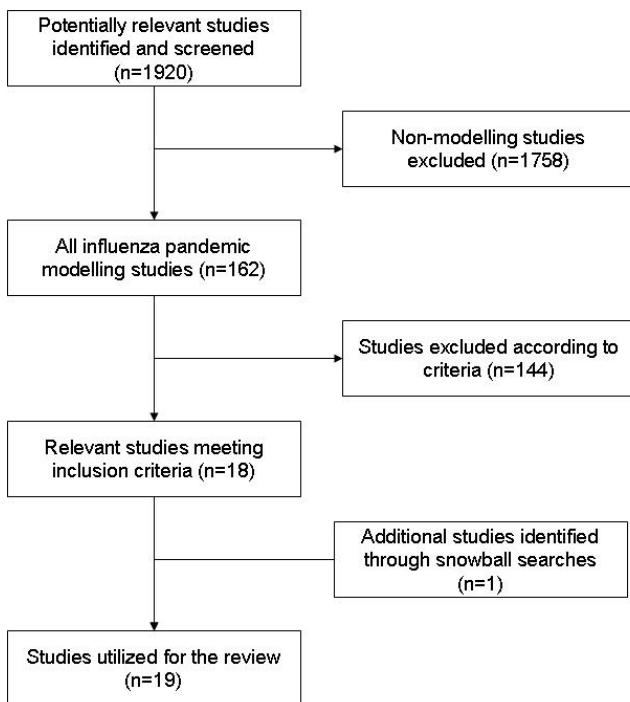 Potentially relevant studies
identified and screened
(n=1920)
Non-modelling studies
excluded (n=1758)
All influenza pandemic
modelling studies (n=162)
Studies excluded according to
criteria (n=144)
Relevant studies meeting
inclusion criteria (n=18)
Additional studies identified
through snowball searches
(n=1)
Studies utilized for the review
(n=19)